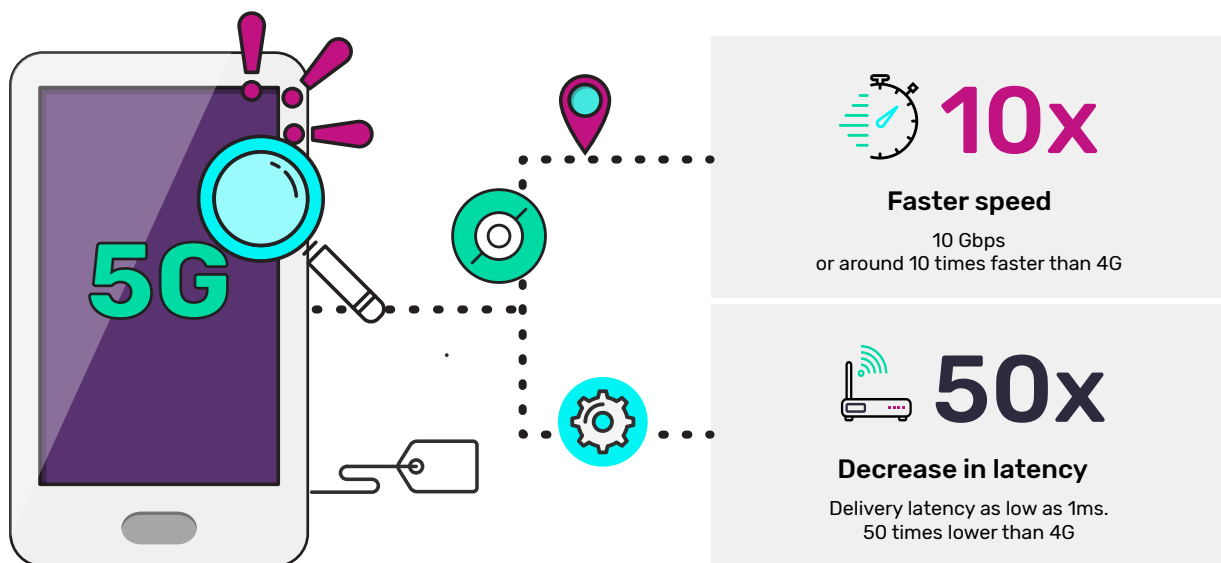 5G
10x
Faster speed
10 Gbps
or around 10 times faster than 4G
50x
Decrease in latency
Delivery latency as low as 1ms.
50 times lower than 4G